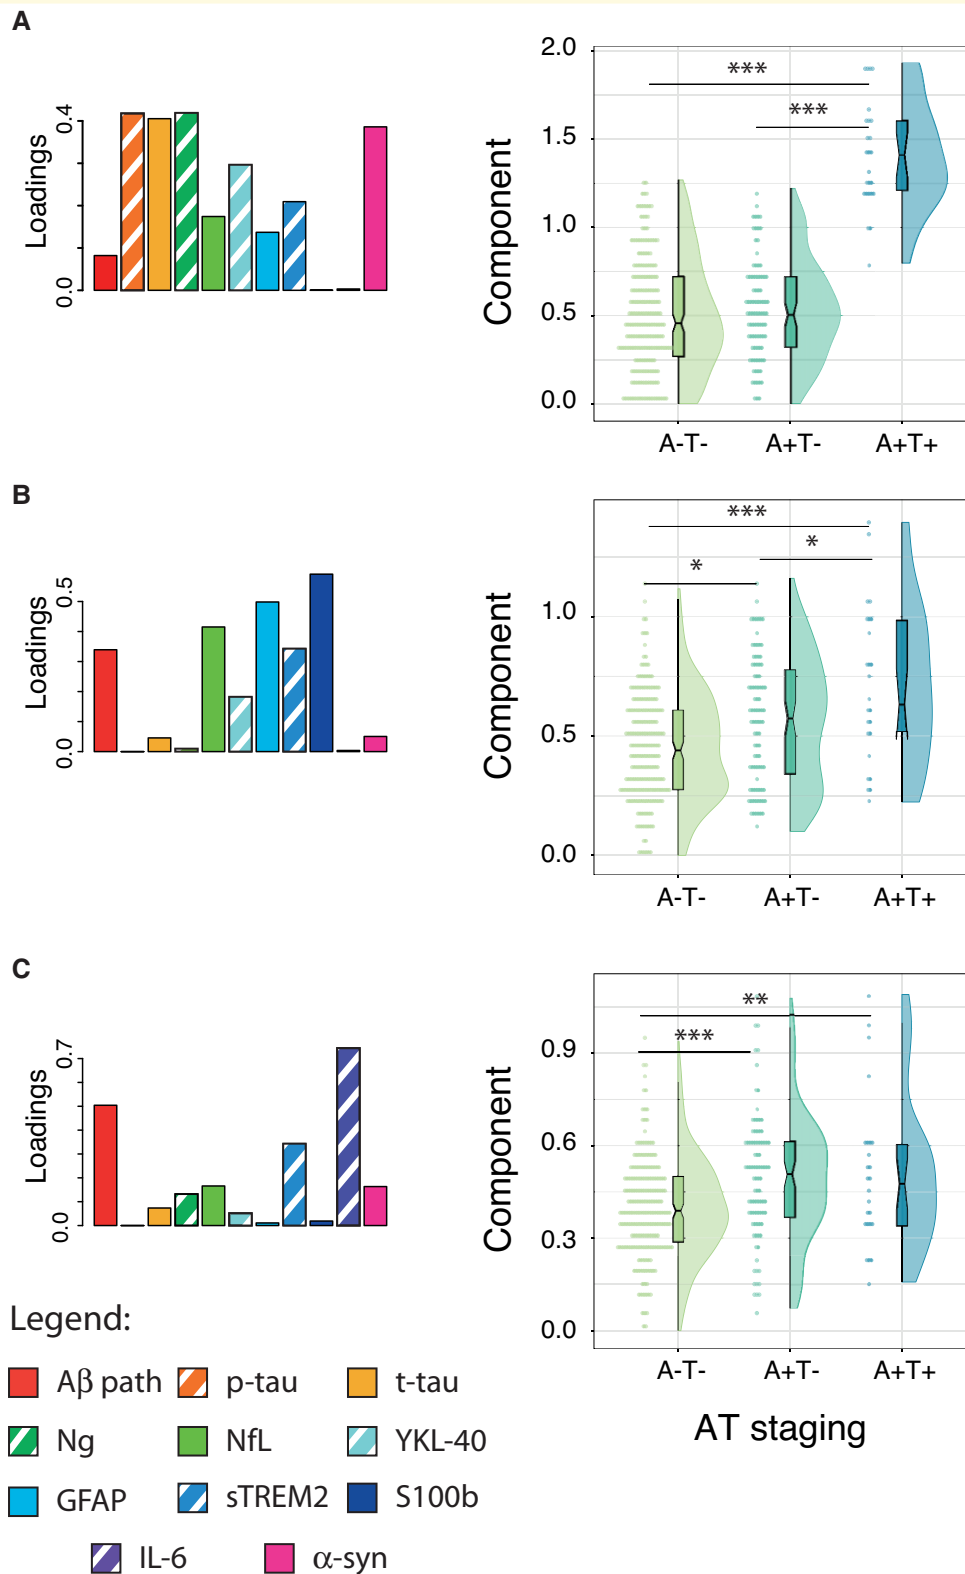 A
Loadings
0.4
0.0
Component
2.0
1.5
1.0
0.5
0.0
***
***
A-T-
A+T-
A+T+
B
Loadings
0.5
0.0
Component
1.0
0.5
0.0
***
*
*
A-T-
A+T-
A+T+
C
Loadings
0.7
0.0
Component
0.9
0.6
0.3
0.0
**
***
A-T-
A+T-
A+T+
AT staging
Legend:
Aβ path
p-tau
t-tau
Ng
NfL
YKL-40
GFAP
sTREM2
S100b
IL-6
α-syn